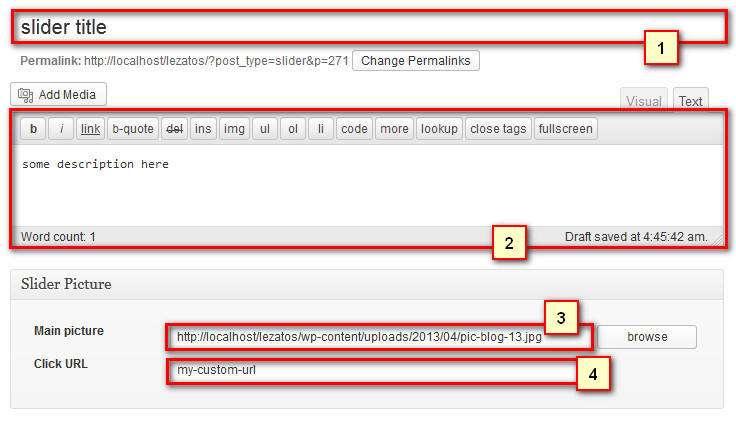 slider title
1
Permalink: http://localhost/lezatos/?post_type=slider&p=271 Change Permalinks
Add Media
Visual Text
b i link b-quote del ins img ul ol li code more lookup close tags fullscreen
some description here
Word count: 1
2
Draft saved at 4:45:42 am.
Slider Picture
3
Main picture http://localhost/lezatos/wp-content/uploads/2013/04/pic-blog-13.jpg browse
Click URL my-custom-url
4